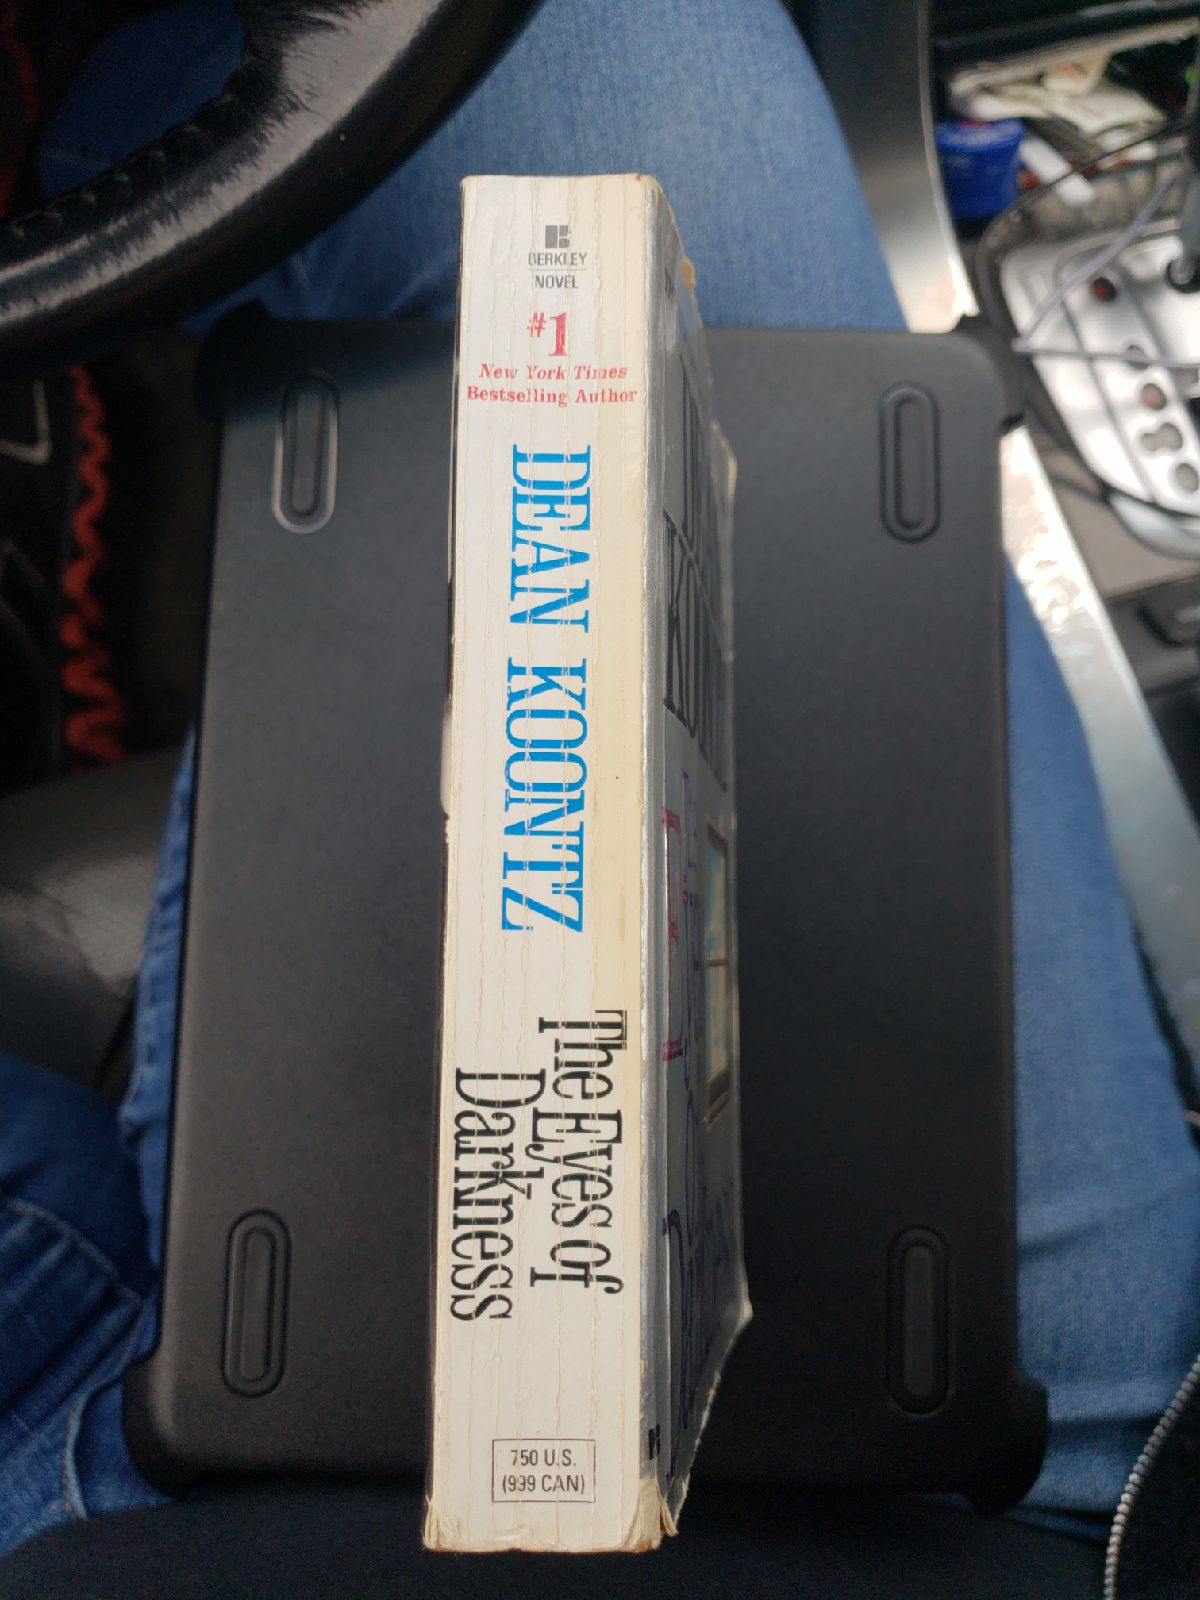 BERKLEY
NOVEL
#1
New York Times
Bestselling Author
DEAN KOONTZ
The Eyes of
Darkness
750 U.S.
(999 CAN)